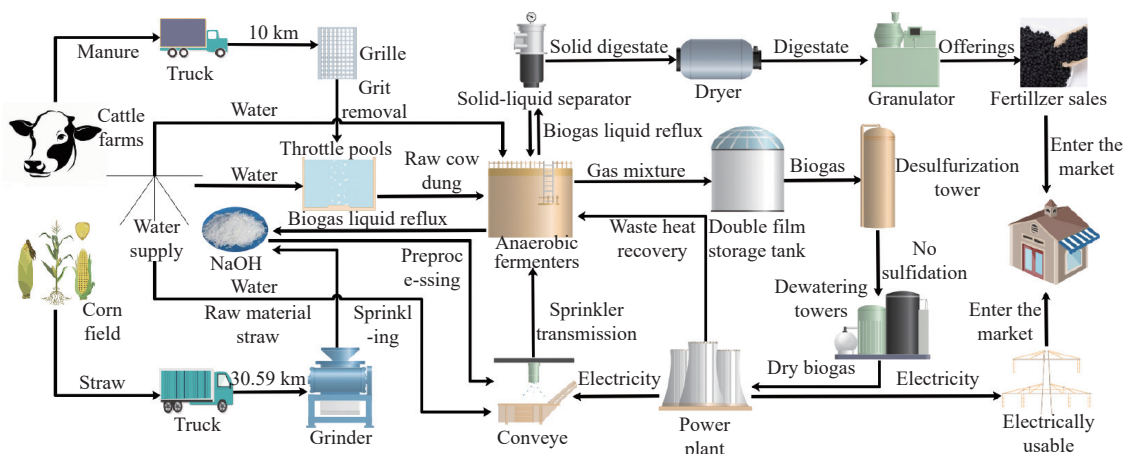 Manure
Truck
10 km
Grille
Grit
removal
Cattle
farms
Water
Throttle pools
Water
Raw cow
dung
Solid-liquid separator
Solid digestate
Dryer
Digestate
Granulator
Offerings
Fertillzer sales
Biogas liquid reflux
Gas mixture
Biogas
Desulfurization
tower
Enter the
market
Water
supply
NaOH
Biogas liquid reflux
Anaerobic
fermenters
Waste heat
recovery
Double film
storage tank
No
sulfidation
Dewatering
towers
Preproc
e-ssing
Water
Corn
field
Raw material
straw
Sprinkl
-ing
Sprinkler
transmission
Enter the
market
Straw
Truck
30.59 km
Grinder
Conveye
Electricity
Power
plant
Dry biogas
Electricity
Electrically
usable